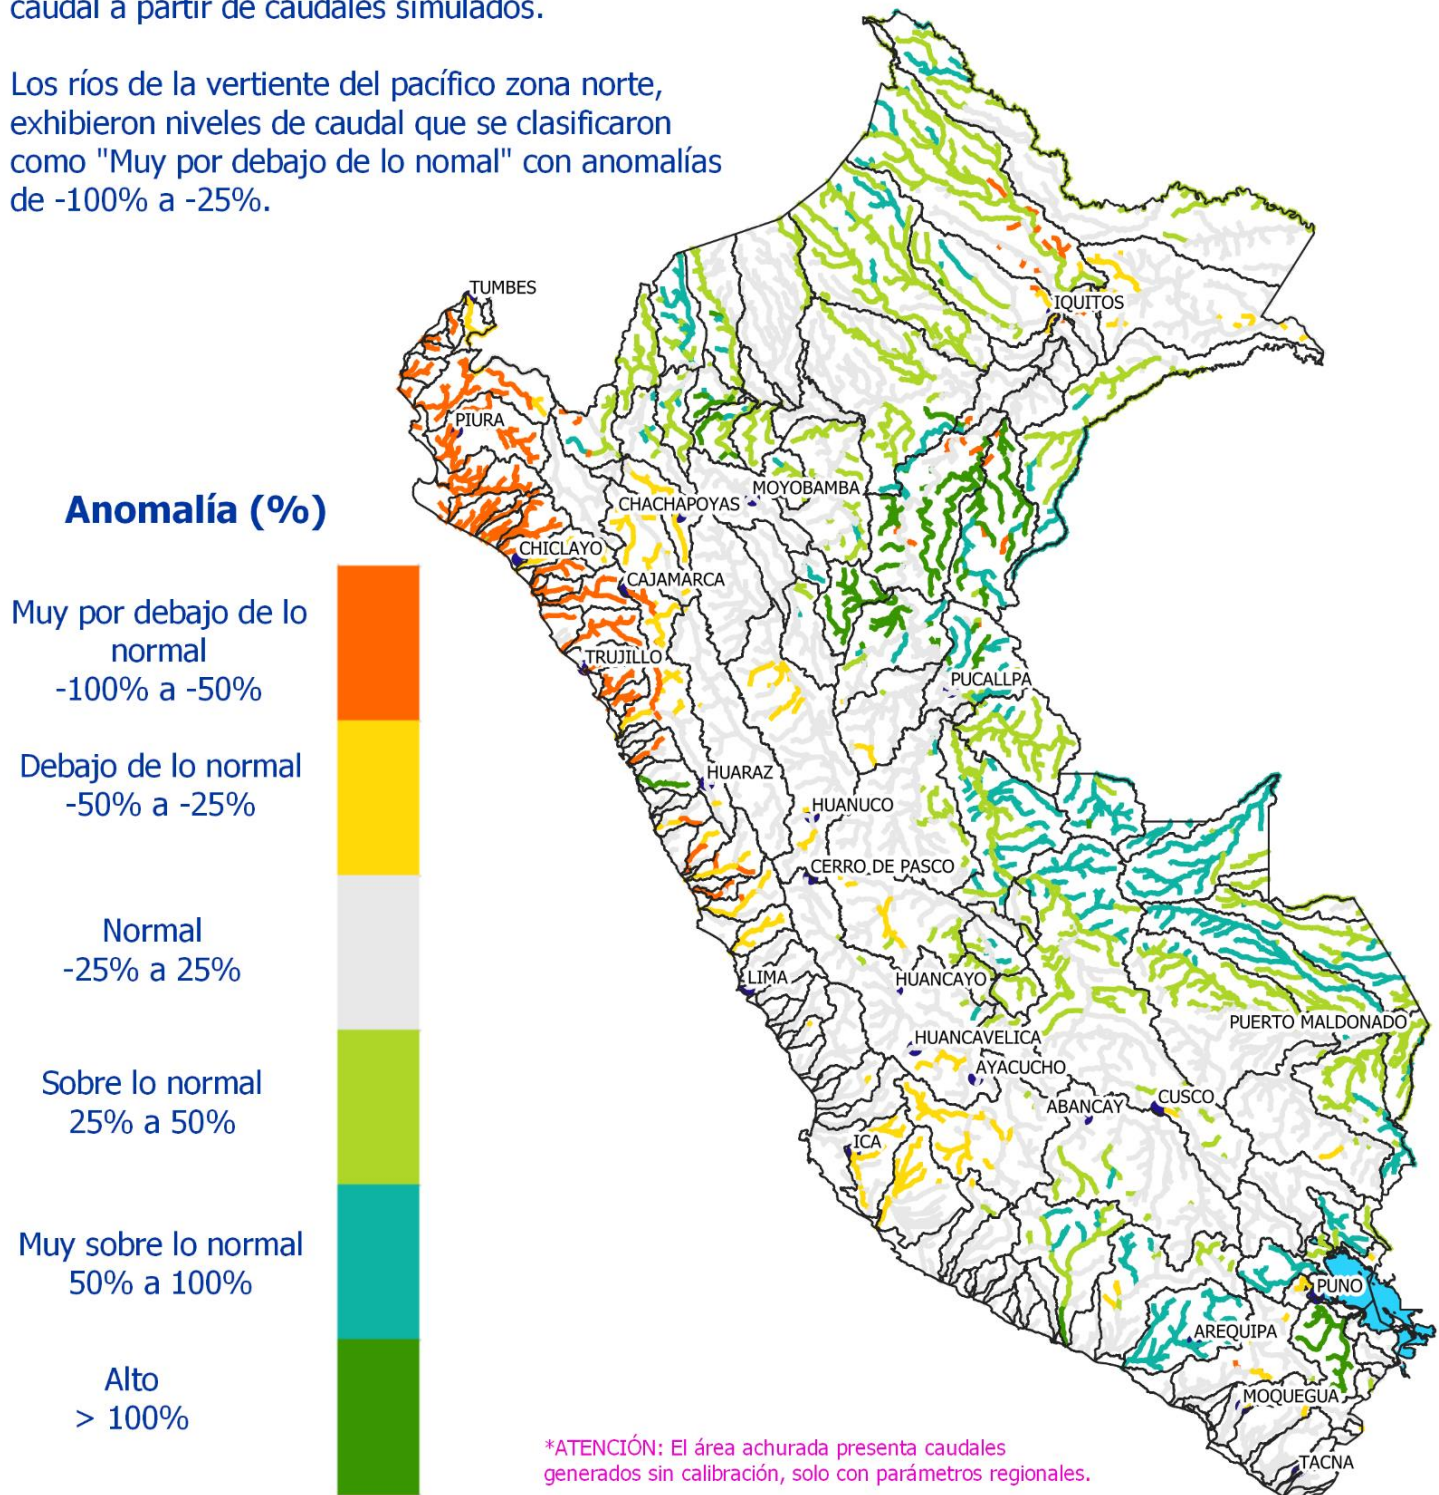 caudal a partir de caudales simulados.
Los ríos de la vertiente del pacífico zona norte,
exhibieron niveles de caudal que se clasificaron
como "Muy por debajo de lo nomal" con anomalías
de -100% a -25%.
TUMBES
IQUITOS
PIURA
MOYOBAMBA
CHACHAPOYAS
CHICLAYO
CAJAMARCA
TRUJILLO
PUCALLPA
HUARAZ
HUANUCO
CERRO DE PASCO
LIMA
HUANCAYO
PUERTO MALDONADO
HUANCAVELICA
AYACUCHO
ABANCAY
CUSCO
ICA
PUNO
AREQUIPA
MOQUEGUA
TACNA
Anomalía (%)
Muy por debajo de lo
normal
-100% a -50%
Debajo de lo normal
-50% a -25%
Normal
-25% a 25%
Sobre lo normal
25% a 50%
Muy sobre lo normal
50% a 100%
Alto
> 100%
*ATENCIÓN: El área achurada presenta caudales
generados sin calibración, solo con parámetros regionales.